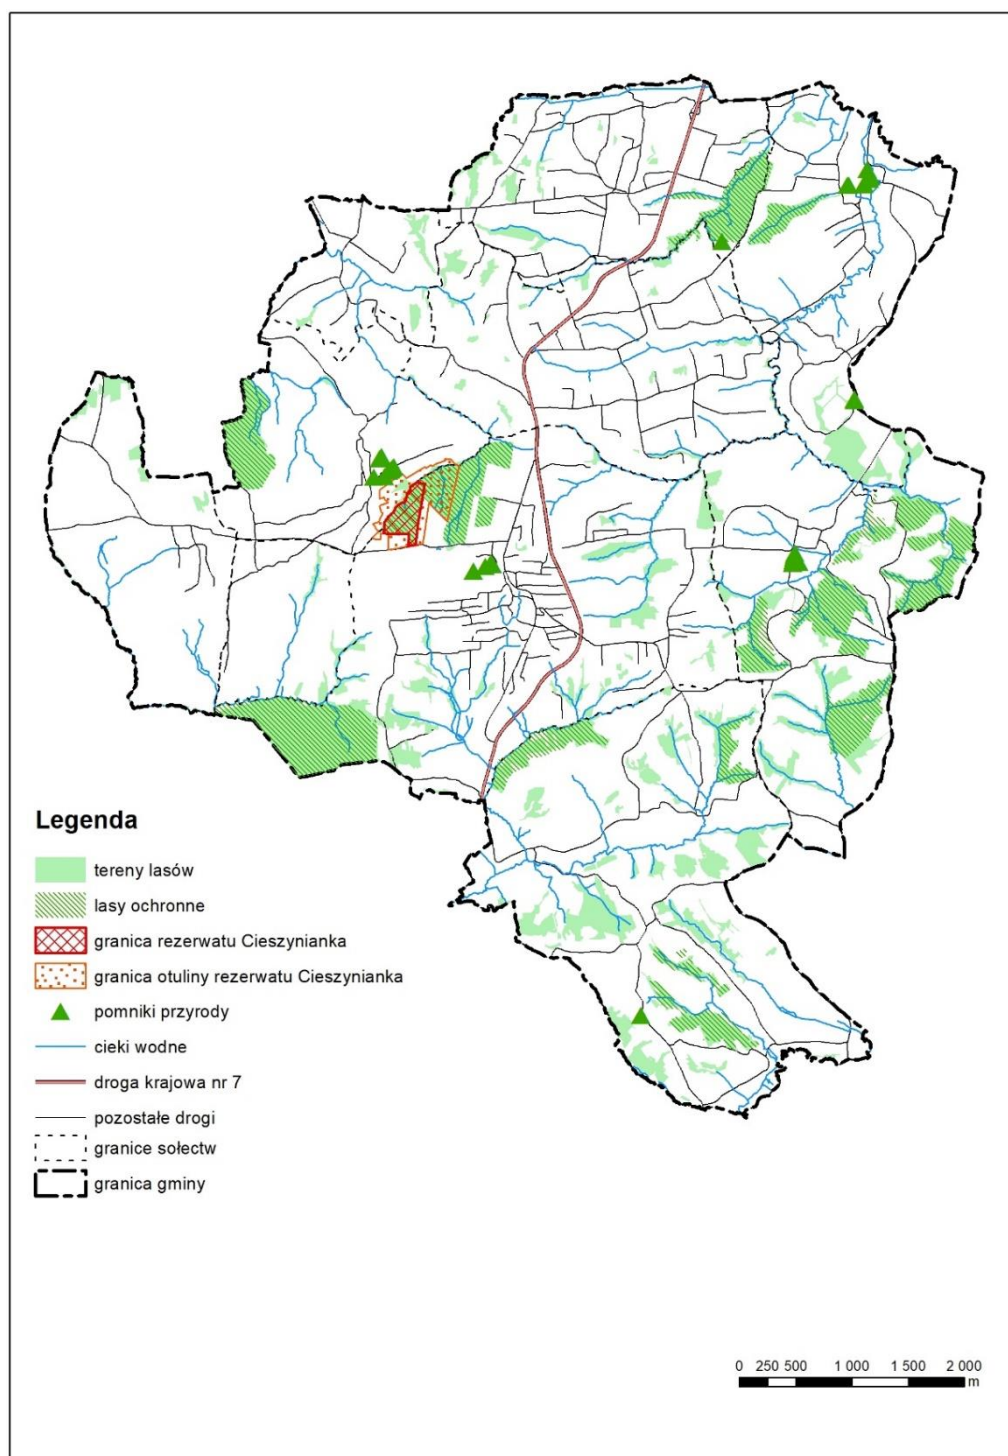 Legenda
tereny lasów
lasy ochronne
granica rezerwatu Cieszynianka
granica otuliny rezerwatu Cieszynianka
pomniki przyrody
cieki wodne
droga krajowa nr 7
pozostałe drogi
granice sołectw
granica gminy
0 250 500 1 000 1 500 2 000
m